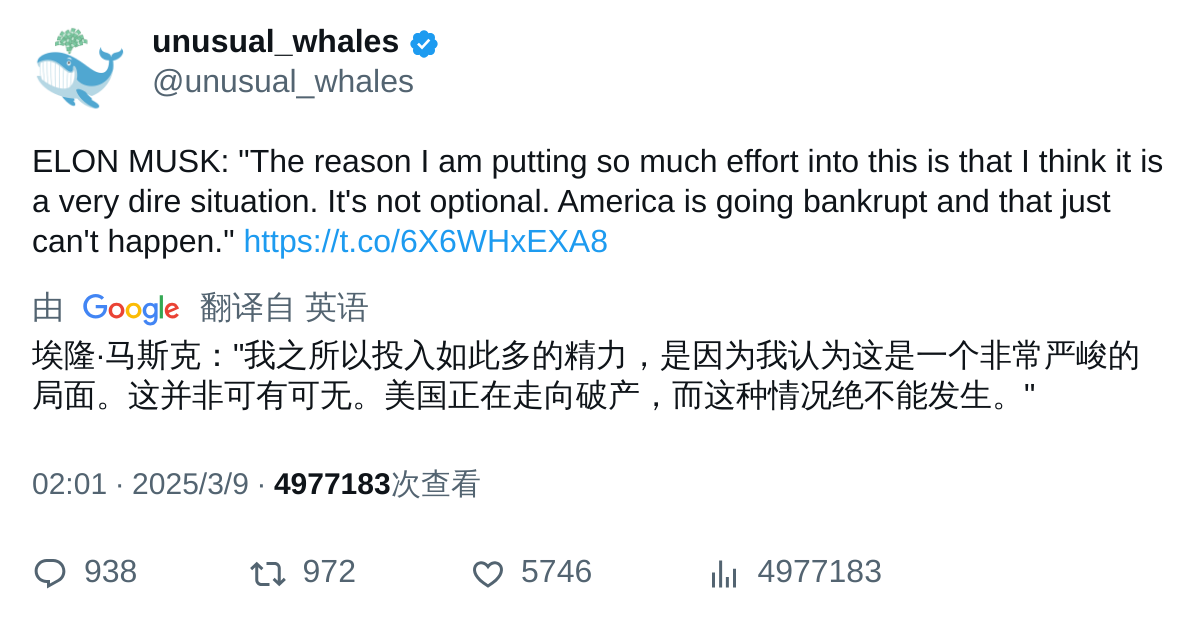 unusual_whales
@unusual_whales
ELON MUSK: "The reason I am putting so much effort into this is that I think it is
a very dire situation. It's not optional. America is going bankrupt and that just
can't happen." https://t.co/6X6WHxEXA8
由 Google 翻译自 英语
埃隆·马斯克："我之所以投入如此多的精力，是因为我认为这是一个非常严峻的
局面。这并非可有可无。美国正在走向破产，而这种情况绝不能发生。"
02:01 · 2025/3/9 · 4977183次查看
938 972 5746 4977183